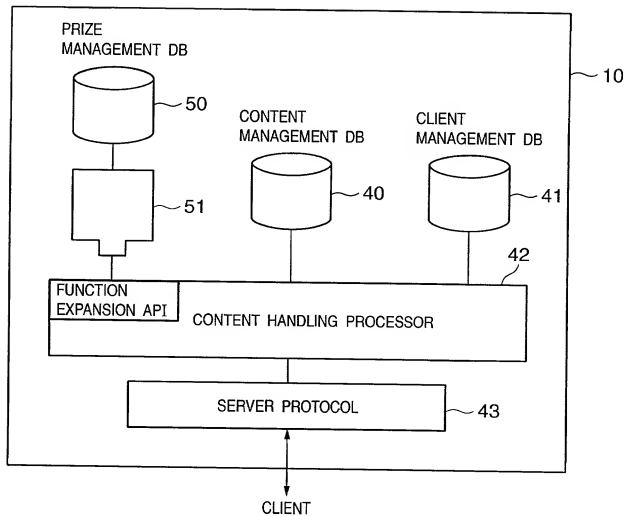 PRIZE
MANAGEMENT DB
10
50
CONTENT
MANAGEMENT DB
CLIENT
MANAGEMENT DB
51
40
41
42
FUNCTION
EXPANSION API
CONTENT HANDLING PROCESSOR
SERVER PROTOCOL
43
CLIENT